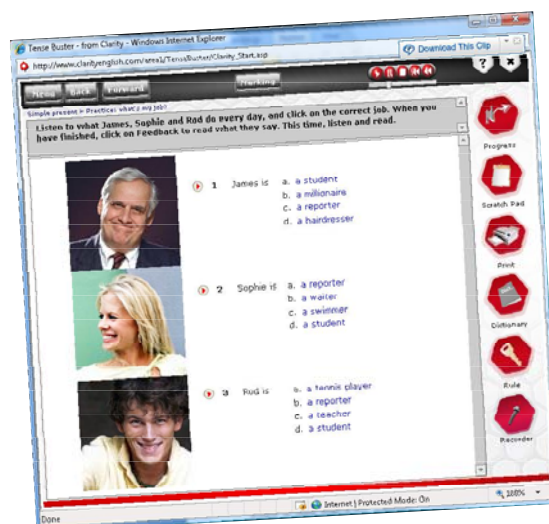 Tense Buster - from Clarity - Windows Internet Explorer
Download This Clip
http://www.clarityenglish.com/area1/TenseBuster/Clarity_Start.asp
Menu Back Forward Marking
Simple present > Practice: what's my job?
Listen to what James, Sophie and Rod do every day, and click on the correct job. When you
have finished, click on Feedback to read what they say. This time, listen and read.
1 James is a. a student
b. a millionaire
c. a reporter
d. a hairdresser
2 Sophie is a. a reporter
b. a waiter
c. a swimmer
d. a student
3 Rod is a. a tennis player
b. a reporter
c. a teacher
d. a student
Progress
Scratch Pad
Print
Dictionary
Rule
Recorder
Done
Internet | Protected Mode: On
100%